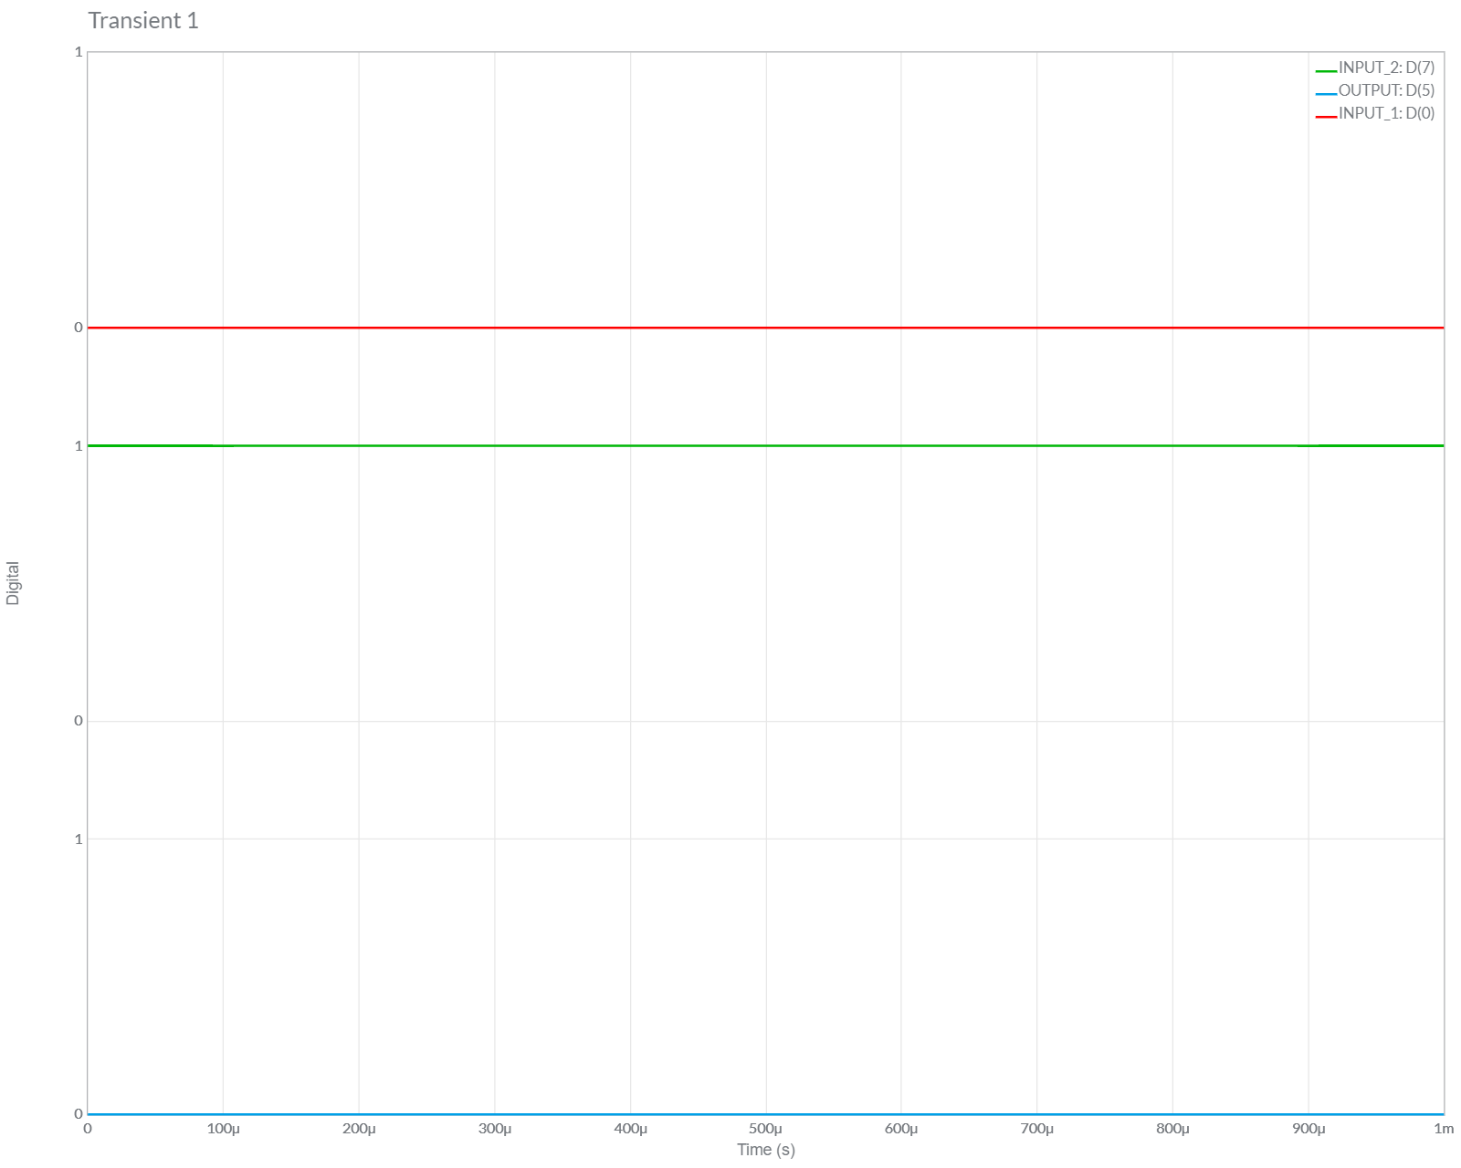 Transient 1
1
INPUT_2: D(7)
OUTPUT: D(5)
INPUT_1: D(0)
0
1
Digital
0
1
0
0 100µ 200µ 300µ 400µ 500µ 600µ 700µ 800µ 900µ 1m
Time (s)